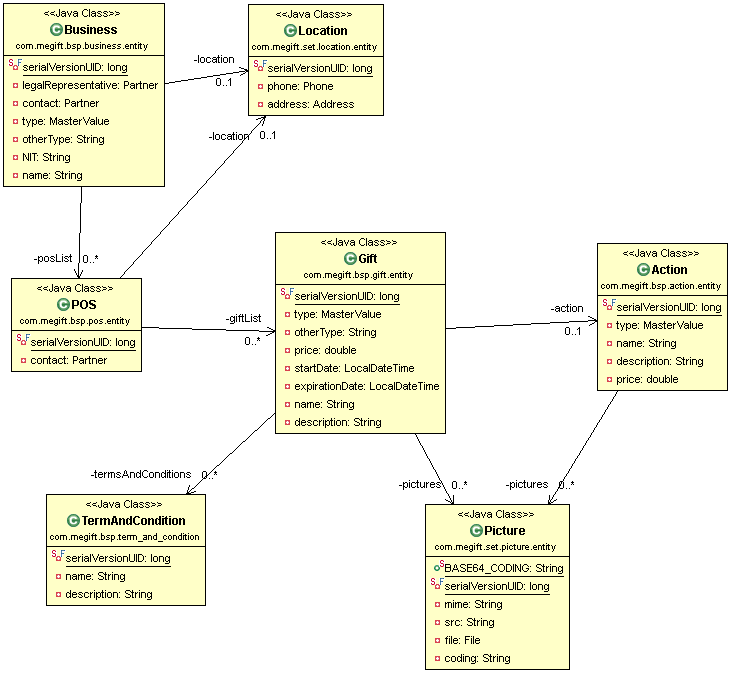 <<Java Class>>
Business
com.megift.bsp.business.entity
serialVersionUID: long
legalRepresentative: Partner
contact: Partner
type: MasterValue
otherType: String
NIT: String
name: String
<<Java Class>>
Location
com.megift.set.location.entity
serialVersionUID: long
phone: Phone
address: Address
-location
0..1
-location
0..1
-posList
0..*
<<Java Class>>
POS
com.megift.bsp.pos.entity
serialVersionUID: long
contact: Partner
-giftList
0..*
<<Java Class>>
Gift
com.megift.bsp.gift.entity
serialVersionUID: long
type: MasterValue
otherType: String
price: double
startDate: LocalDateTime
expirationDate: LocalDateTime
name: String
description: String
-action
0..1
<<Java Class>>
Action
com.megift.bsp.action.entity
serialVersionUID: long
type: MasterValue
name: String
description: String
price: double
-termsAndConditions
0..*
-pictures
0..*
-pictures
0..*
<<Java Class>>
TermAndCondition
com.megift.bsp.term_and_condition
serialVersionUID: long
name: String
description: String
<<Java Class>>
Picture
com.megift.set.picture.entity
BASE64_CODING: String
serialVersionUID: long
mime: String
src: String
file: File
coding: String